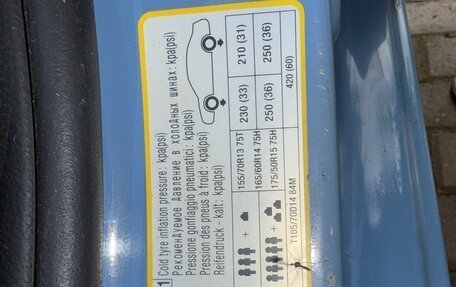 1 Cold tyre inflation pressure: kpa(psi)
Рекомендуемое давление в холодных шинах: kpa(psi)
Pressione gonfiaggio pneumatici: kpa(psi)
Pression des pneus à froid: kpa(psi)
Reifendruck - kalt: kpa(psi)
155/70R13 75T
165/60R14 75H
175/50R15 75H
230 (33) 210 (31)
250 (36) 250 (36)
T105/70D14 84M 420 (60)